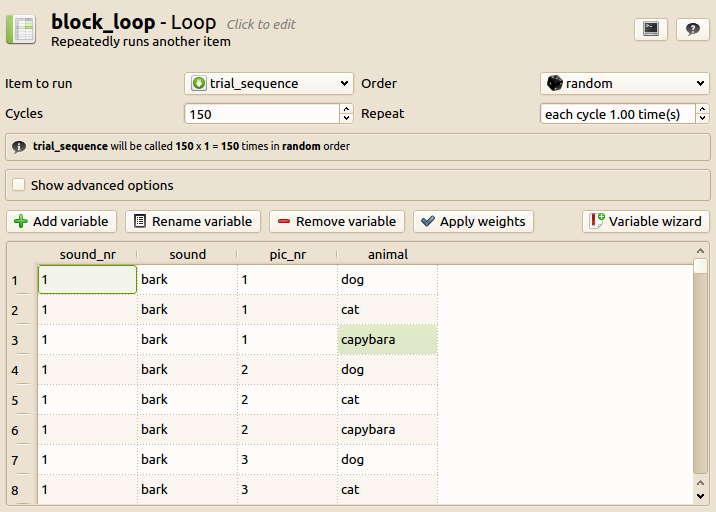 block_loop - Loop Click to edit
Repeatedly runs another item
Item to run trial_sequence Order random
Cycles 150 Repeat each cycle 1.00 time(s)
trial_sequence will be called 150 x 1 = 150 times in random order
Show advanced options
Add variable Rename variable Remove variable Apply weights Variable wizard
sound_nr sound pic_nr animal
1 1 bark 1 dog
2 1 bark 1 cat
3 1 bark 1 capybara
4 1 bark 2 dog
5 1 bark 2 cat
6 1 bark 2 capybara
7 1 bark 3 dog
8 1 bark 3 cat